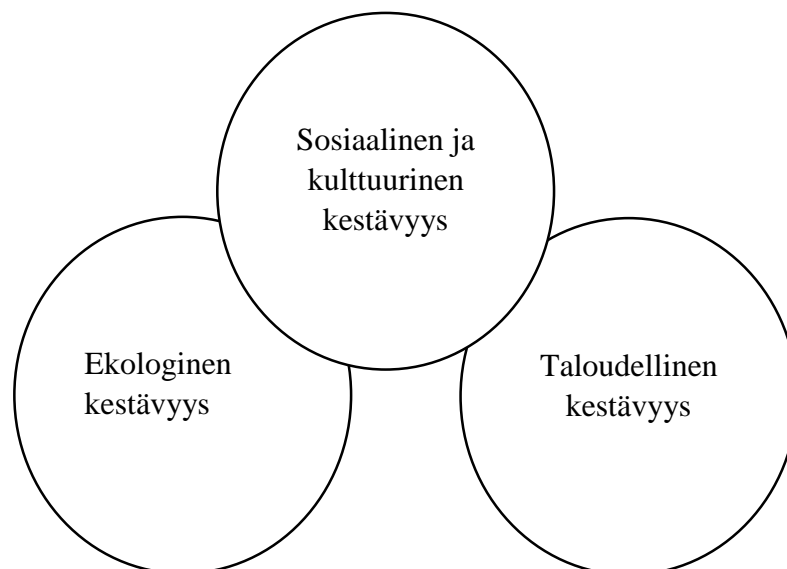 Sosiaalinen ja
kulttuurinen
kestävyys
Ekologinen
kestävyys
Taloudellinen
kestävyys